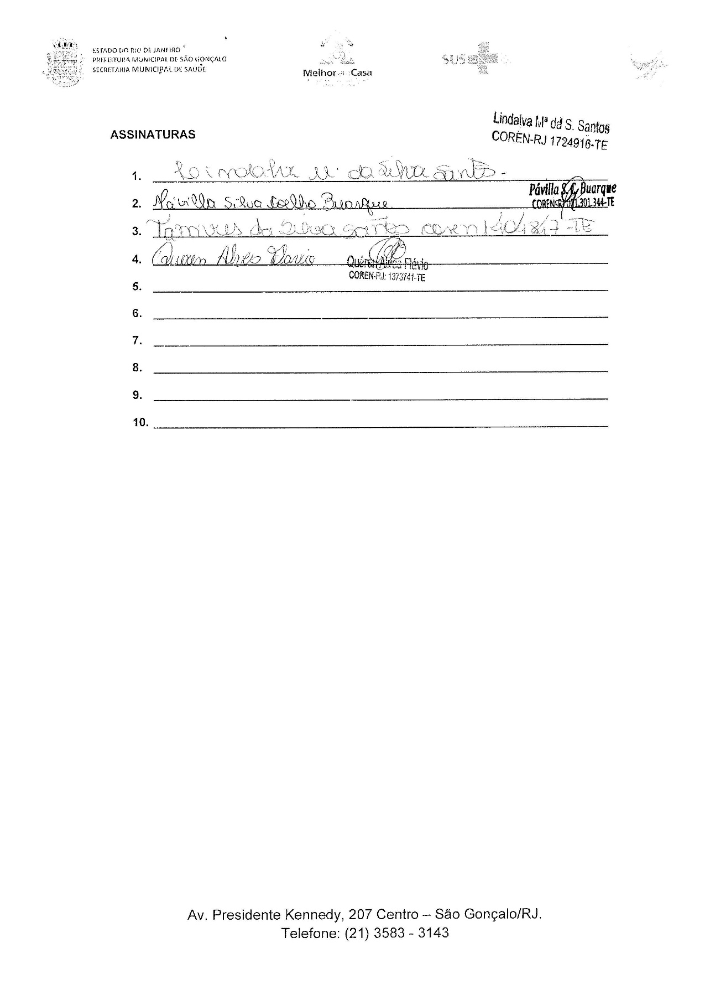 ESTADO DO RIO DE JANEIRO
PREFEITURA MUNICIPAL DE SÃO GONÇALO
SECRETARIA MUNICIPAL DE SAÚDE
Melhor em Casa
SUS
Lindalva Mª da S. Santos
COREN-RJ 1724916-TE
ASSINATURAS
1. Loindalva M. da Silva Santos -
Pávilla S. C. Buarque
2. Pávilla Silva Coelho Buarque
COREN-RJ 001.301.344-TE
3. Tamires da Silva Santos coren 1404847-TE
4. Quéren Alves Flavio
Quéren Alves Flávio
COREN-RJ: 1373741-TE
5.
6.
7.
8.
9.
10.
Av. Presidente Kennedy, 207 Centro – São Gonçalo/RJ.
Telefone: (21) 3583 - 3143